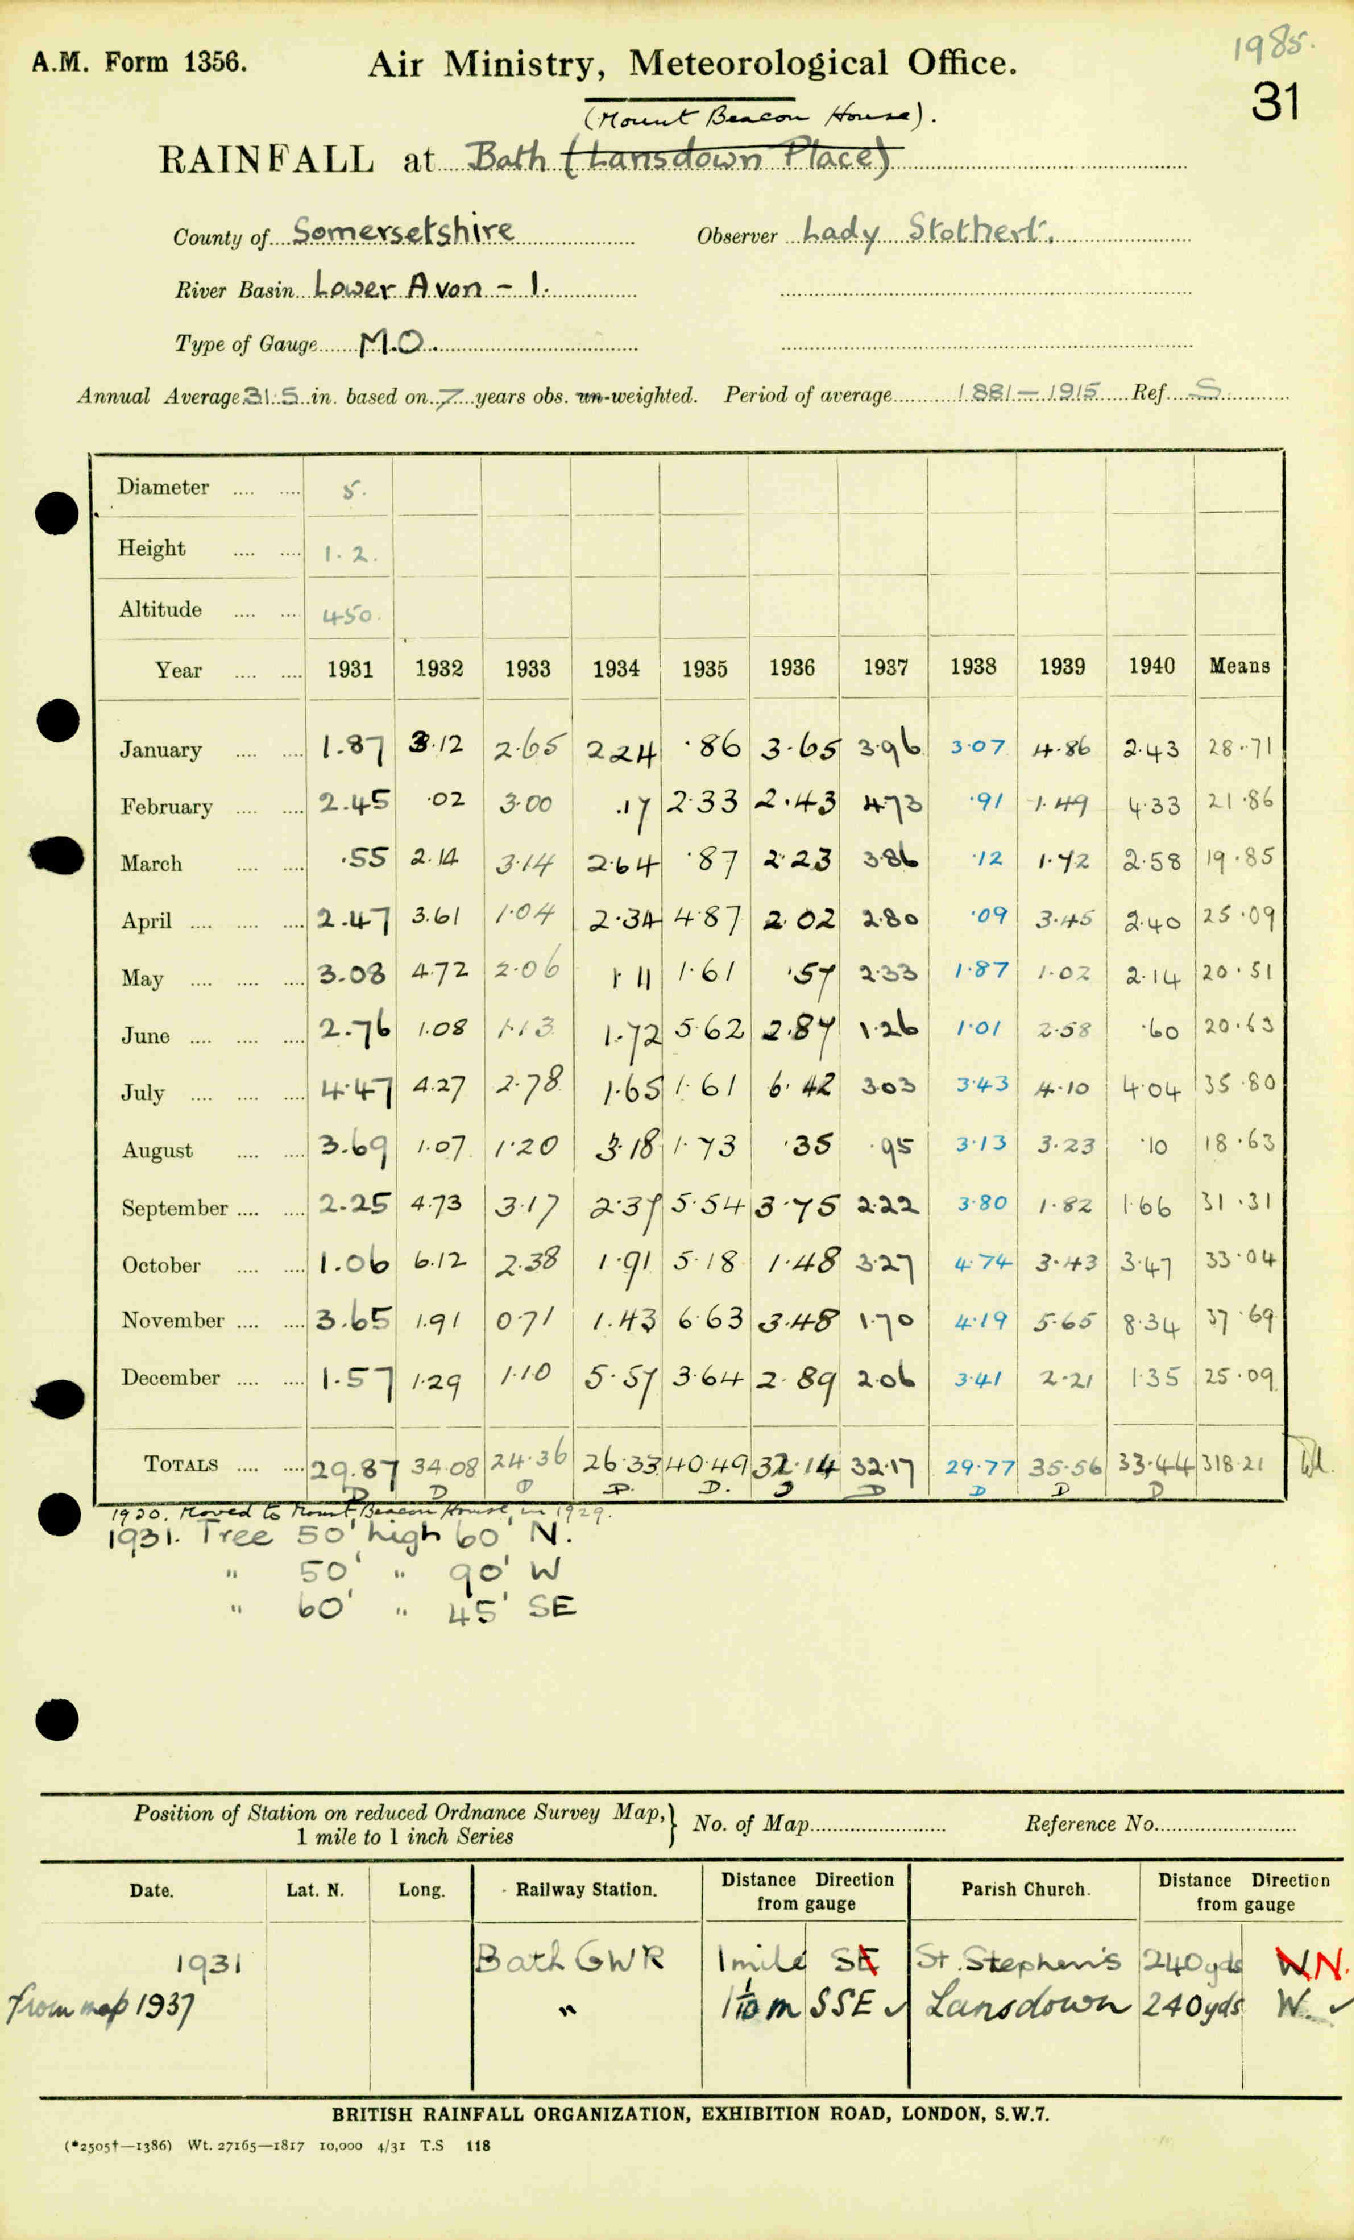 1985.
A.M. Form 1356. Air Ministry, Meteorological Office.
31
(Mount Beacon House).
RAINFALL at Bath (Lansdown Place)
County of Somersetshire Observer Lady Stothert.
River Basin Lower Avon - 1.
Type of Gauge M.O.
Annual Average 31.5 in. based on 7 years obs. un-weighted. Period of average 1881-1915 Ref. S
Diameter .... .... 5.
Height .... .... 1.2.
Altitude .... .... 450.
Year .... .... 1931 1932 1933 1934 1935 1936 1937 1938 1939 1940 Means
January .... .... 1.87 3.12 2.65 2.24 .86 3.65 3.96 3.07 4.86 2.43 28.71
February .... .... 2.45 .02 3.00 .17 2.33 2.43 4.73 .91 1.49 4.33 21.86
March .... .... .55 2.14 3.14 2.64 .87 2.23 3.86 .12 1.72 2.58 19.85
April .... .... .... 2.47 3.61 1.04 2.34 4.87 2.02 2.80 .09 3.45 2.40 25.09
May .... .... .... 3.08 4.72 2.06 1.11 1.61 .57 2.33 1.87 1.02 2.14 20.51
June .... .... .... 2.76 1.08 1.13 1.72 5.62 2.87 1.26 1.01 2.58 .60 20.63
July .... .... .... 4.47 4.27 2.78 1.65 1.61 6.42 3.03 3.43 4.10 4.04 35.80
August .... .... 3.69 1.07 1.20 3.18 1.73 .35 .95 3.13 3.23 .10 18.63
September .... .... 2.25 4.73 3.17 2.37 5.54 3.75 2.22 3.80 1.82 1.66 31.31
October .... .... 1.06 6.12 2.38 1.91 5.18 1.48 3.27 4.74 3.43 3.47 33.04
November .... .... 3.65 1.91 0.71 1.43 6.63 3.48 1.70 4.19 5.65 8.34 37.69
December .... .... 1.57 1.29 1.10 5.57 3.64 2.89 2.06 3.41 2.21 1.35 25.09
TOTALS .... .... 29.87 34.08 24.36 26.33 40.49 32.14 32.17 29.77 35.56 33.44 318.21
D D D D. D. D D D D D
1930. Moved to Mount Beacon House, in 1929.
1931. Tree 50' high 60' N.
" 50' " 90' W
" 60' " 45' SE
Position of Station on reduced Ordnance Survey Map,} No. of Map Reference No.
1 mile to 1 inch Series
Date. Lat. N. Long. Railway Station. Distance Direction from gauge Parish Church. Distance Direction from gauge
1931 Bath GWR 1 mile SE St. Stephen's 240 yds W N.
from map 1937 " 1 1/10 m SSE ✓ Lansdown 240 yds W. ✓
BRITISH RAINFALL ORGANIZATION, EXHIBITION ROAD, LONDON, S.W.7.
(*2505†—1386) Wt. 27165—1817 10,000 4/31 T.S 118